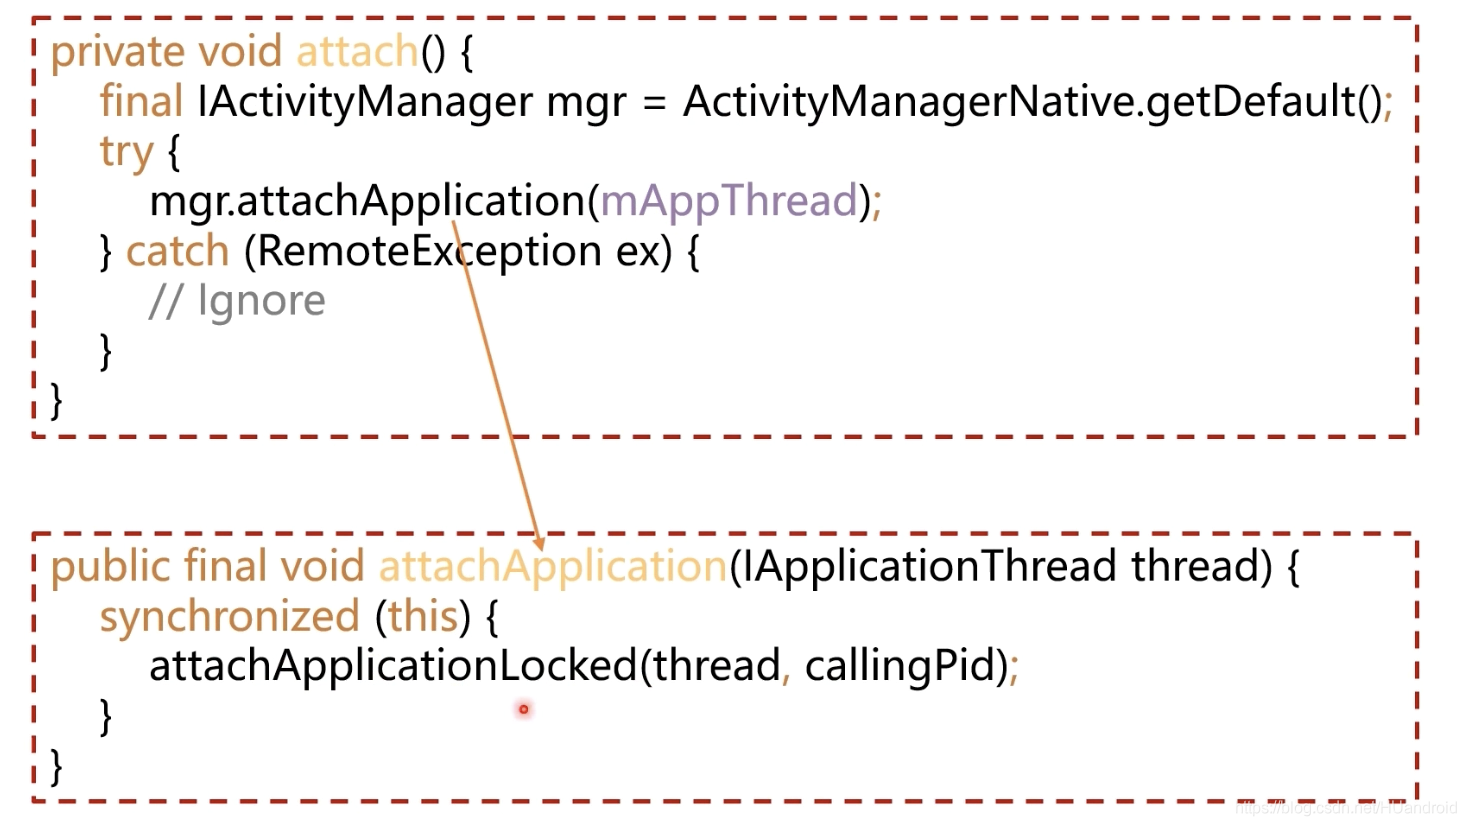 private void attach() {
final IActivityManager mgr = ActivityManagerNative.getDefault();
try {
mgr.attachApplication(mAppThread);
} catch (RemoteException ex) {
// Ignore
}
}
public final void attachApplication(IApplicationThread thread) {
synchronized (this) {
attachApplicationLocked(thread, callingPid);
}
}
https://blog.csdn.net/HUandroid